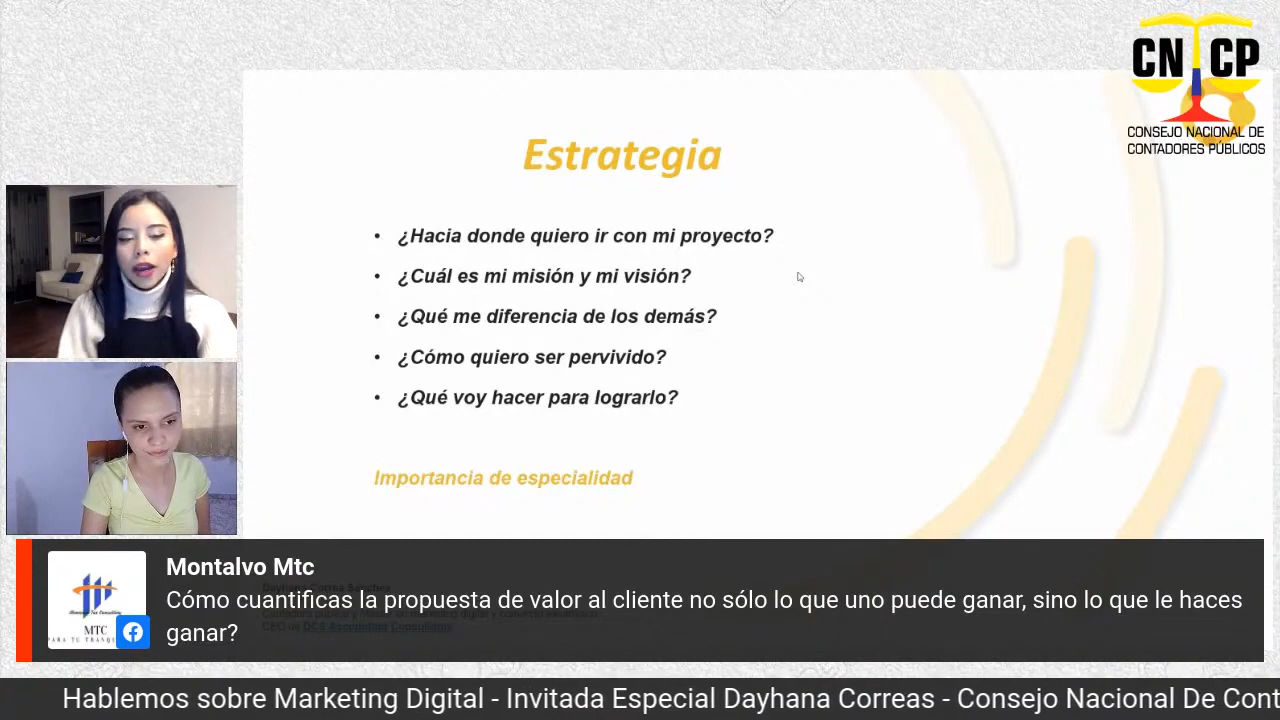 CN CP
CONSEJO NACIONAL DE
CONTADORES PÚBLICOS
Estrategia
• ¿Hacia donde quiero ir con mi proyecto?
• ¿Cuál es mi misión y mi visión?
• ¿Qué me diferencia de los demás?
• ¿Cómo quiero ser pervivido?
• ¿Qué voy hacer para lograrlo?
Importancia de especialidad
Montalvo Mtc
Cómo cuantificas la propuesta de valor al cliente no sólo lo que uno puede ganar, sino lo que le haces
ganar?
MTC
Hablemos sobre Marketing Digital - Invitada Especial Dayhana Correas - Consejo Nacional De Cont